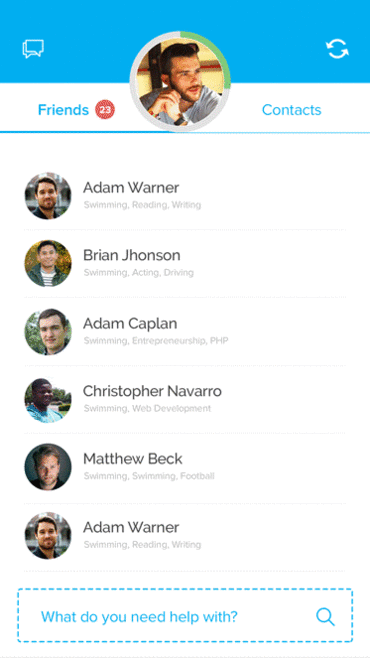 Friends 23
Contacts
Adam Warner
Swimming, Reading, Writing
Brian Jhonson
Swimming, Acting, Driving
Adam Caplan
Swimming, Entrepreneurship, PHP
Christopher Navarro
Swimming, Web Development
Matthew Beck
Swimming, Swimming, Football
Adam Warner
Swimming, Reading, Writing
What do you need help with?